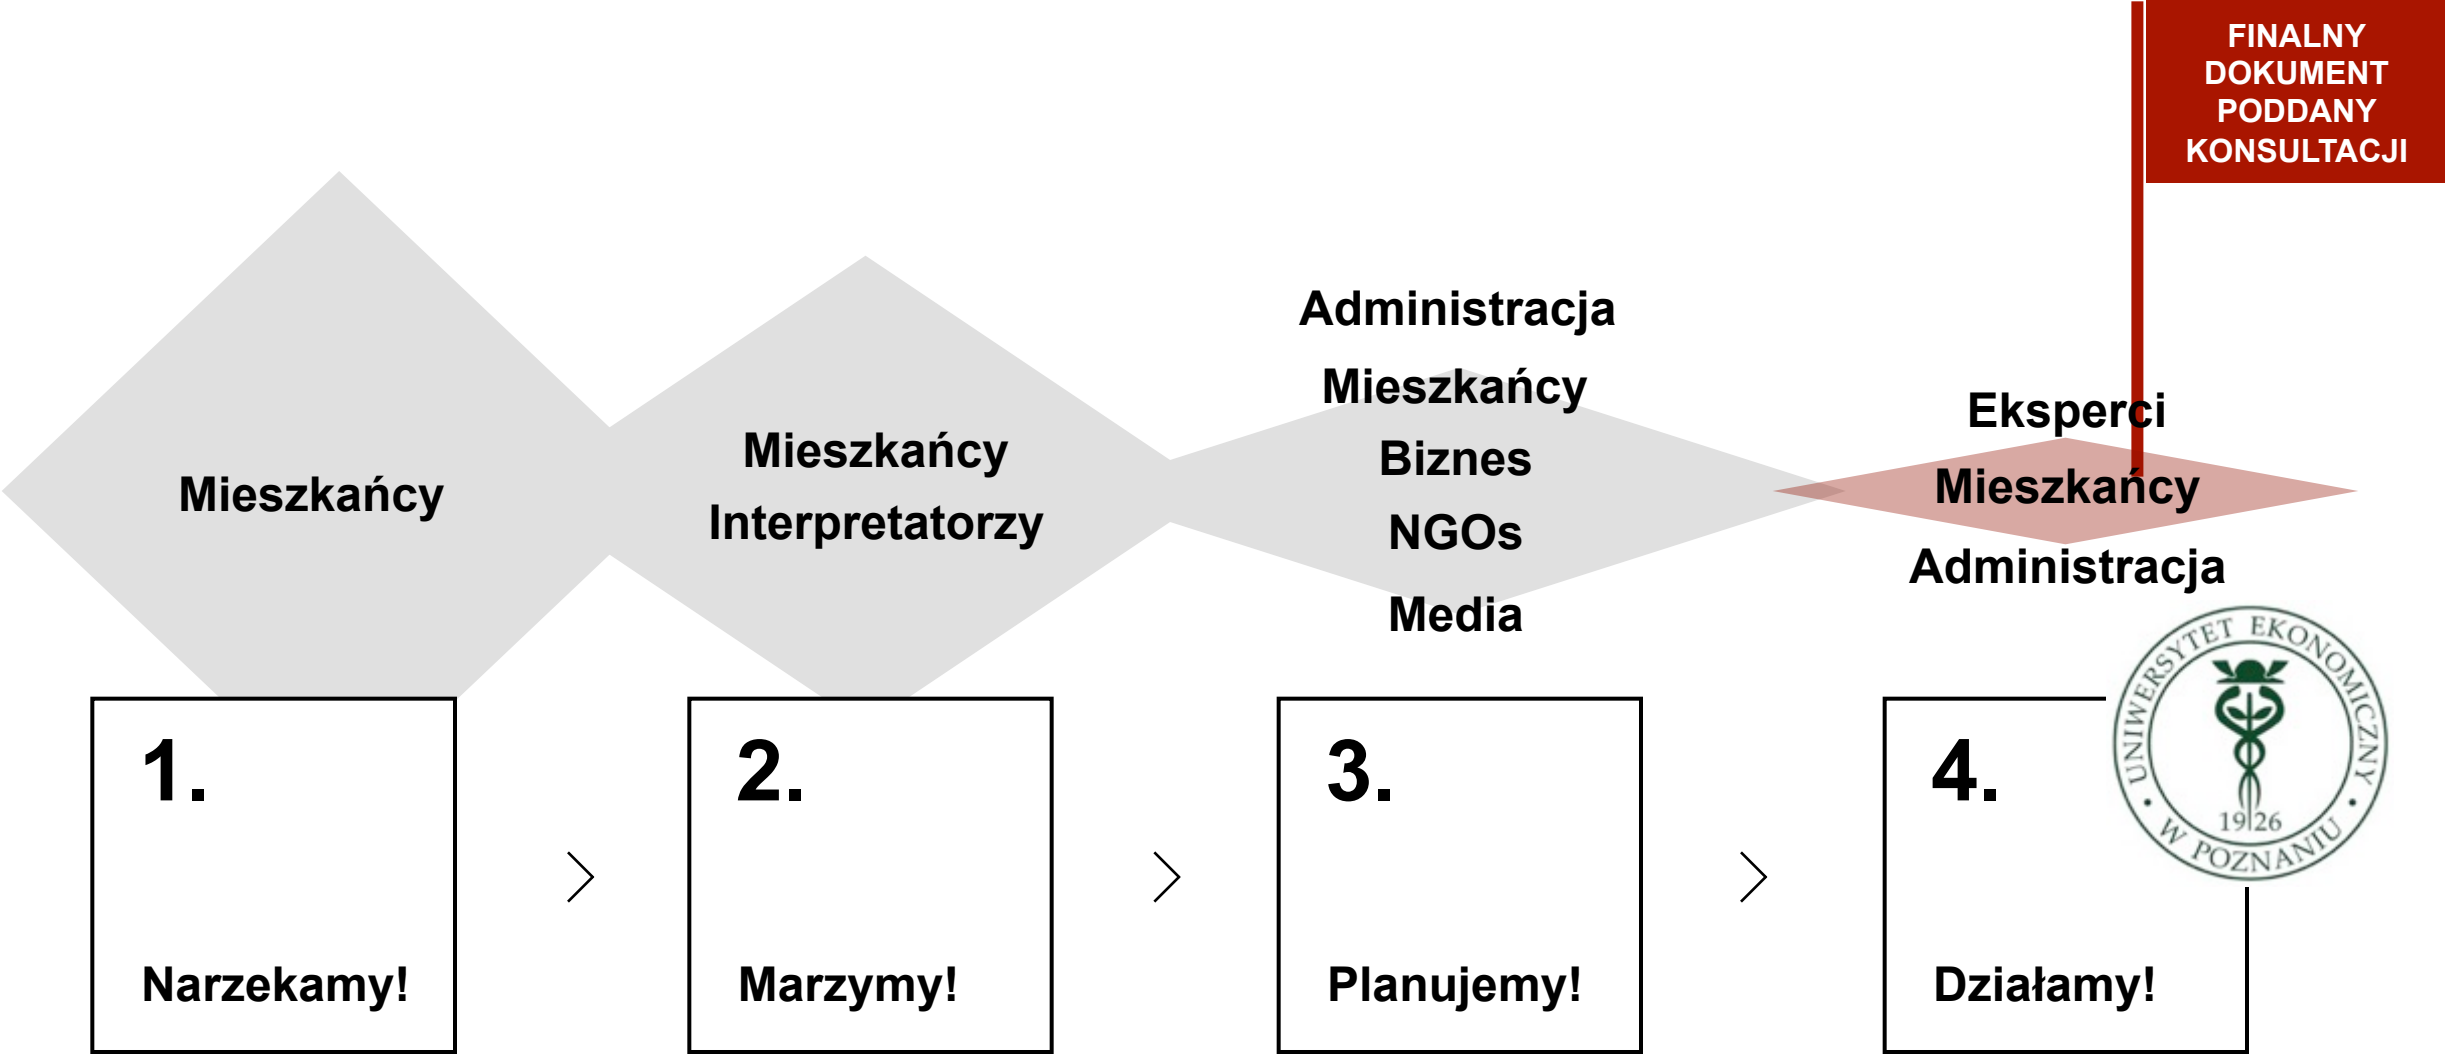 FINALNY
DOKUMENT
PODDANY
KONSULTACJI
Mieszkańcy
Mieszkańcy
Interpretatorzy
Administracja
Mieszkańcy
Biznes
NGOs
Media
Eksperci
Mieszkańcy
Administracja
1.
Narzekamy!
2.
Marzymy!
3.
Planujemy!
4.
Działamy!
UNIWERSYTET EKONOMICZNY
W POZNANIU
1926